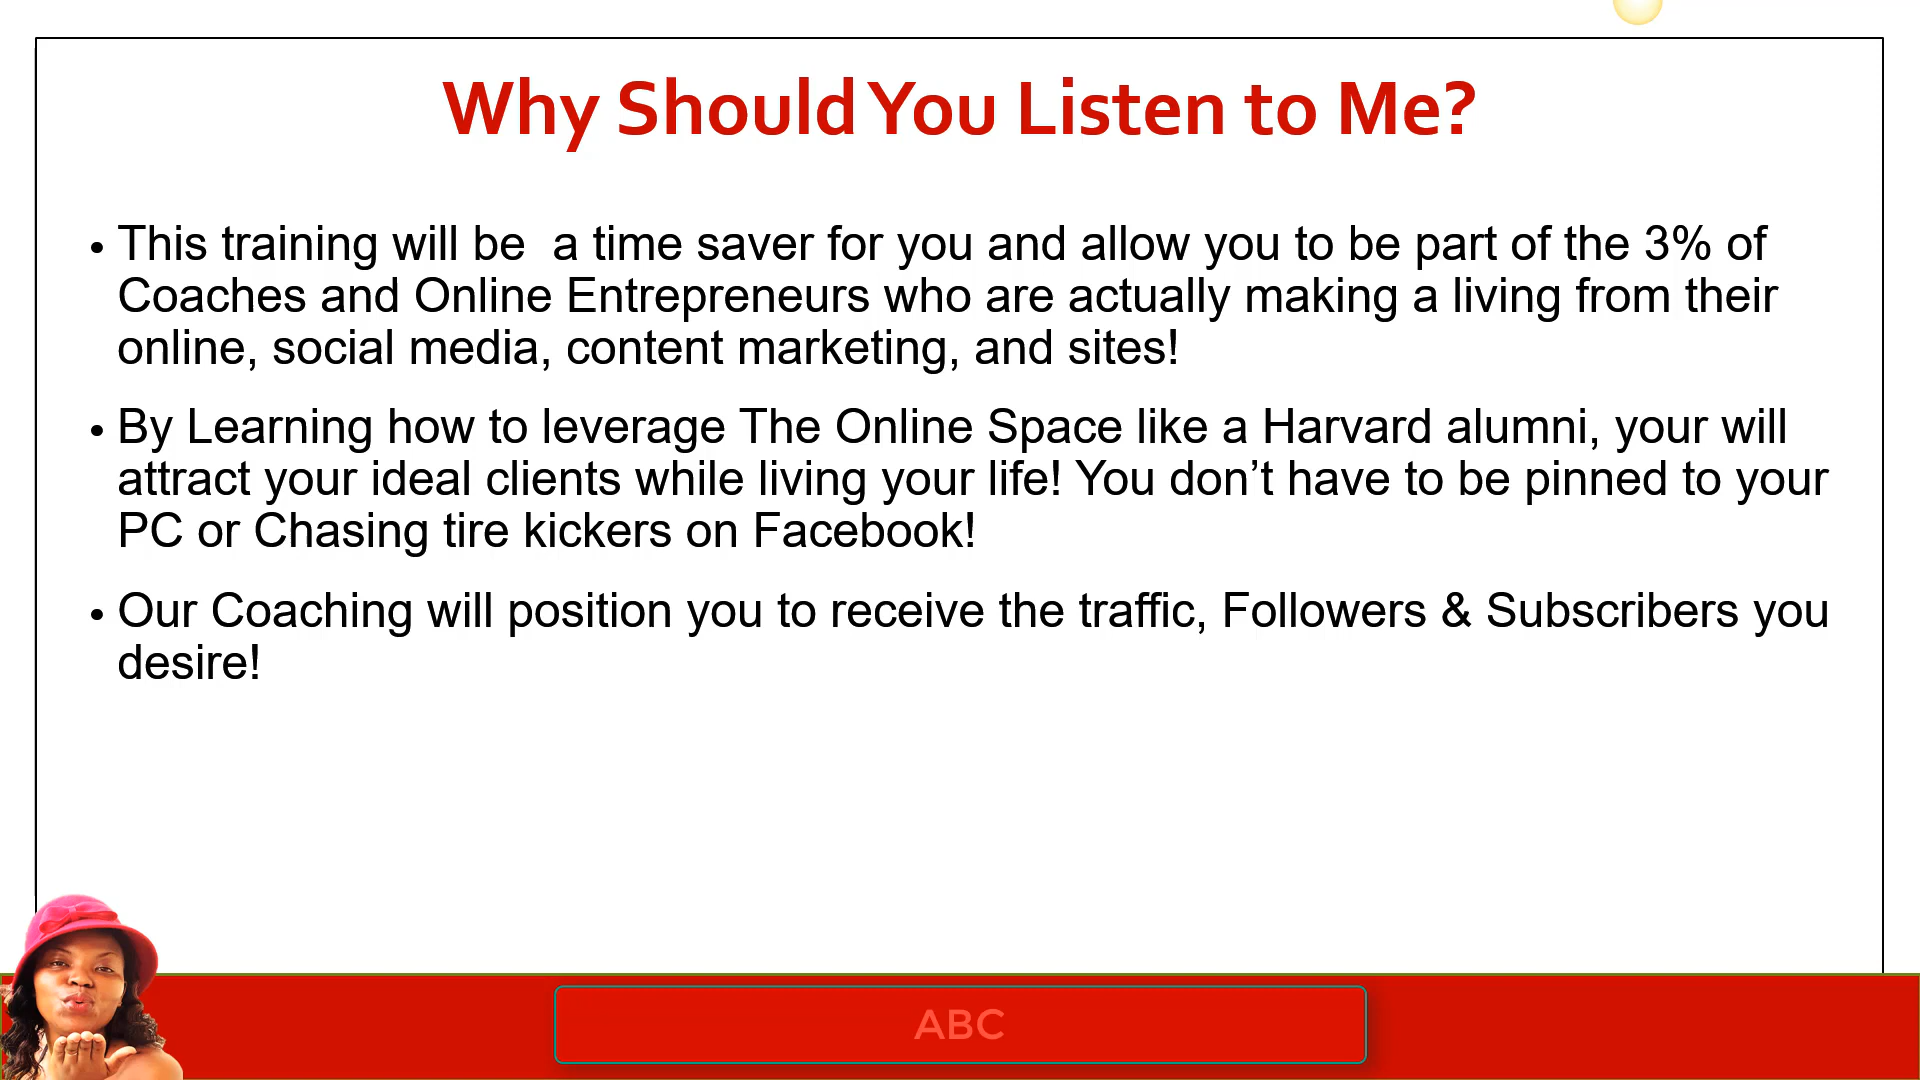 Why Should You Listen to Me?
• This training will be  a time saver for you and allow you to be part of the 3% of
Coaches and Online Entrepreneurs who are actually making a living from their
online, social media, content marketing, and sites!
• By Learning how to leverage The Online Space like a Harvard alumni, your will
attract your ideal clients while living your life! You don’t have to be pinned to your
PC or Chasing tire kickers on Facebook!
• Our Coaching will position you to receive the traffic, Followers & Subscribers you
desire!
ABC